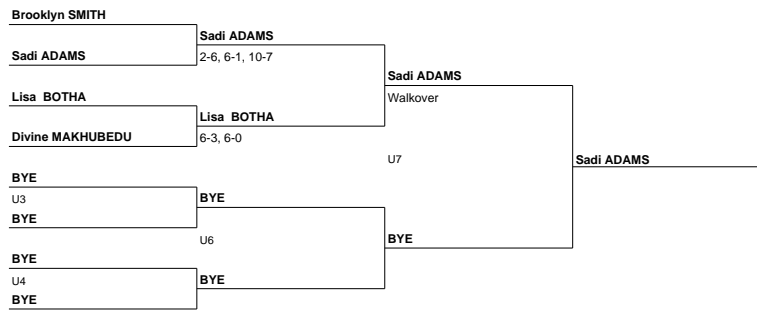 Brooklyn SMITH
Sadi ADAMS
Sadi ADAMS
2-6, 6-1, 10-7
Sadi ADAMS
Lisa BOTHA
Walkover
Lisa BOTHA
Divine MAKHUBEDU
6-3, 6-0
U7
Sadi ADAMS
BYE
U3
BYE
BYE
U6
BYE
BYE
U4
BYE
BYE